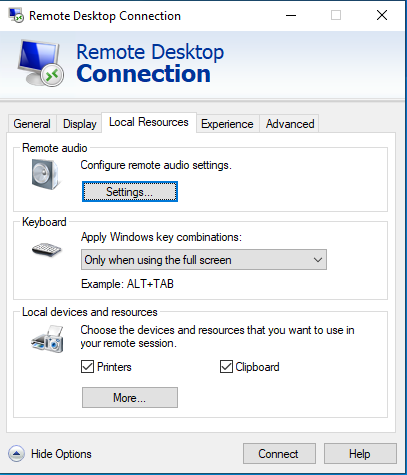 Remote Desktop Connection
Remote Desktop
Connection
General Display Local Resources Experience Advanced
Remote audio
Configure remote audio settings.
Settings...
Keyboard
Apply Windows key combinations:
Only when using the full screen
Example: ALT+TAB
Local devices and resources
Choose the devices and resources that you want to use in
your remote session.
Printers Clipboard
More...
Hide Options Connect Help